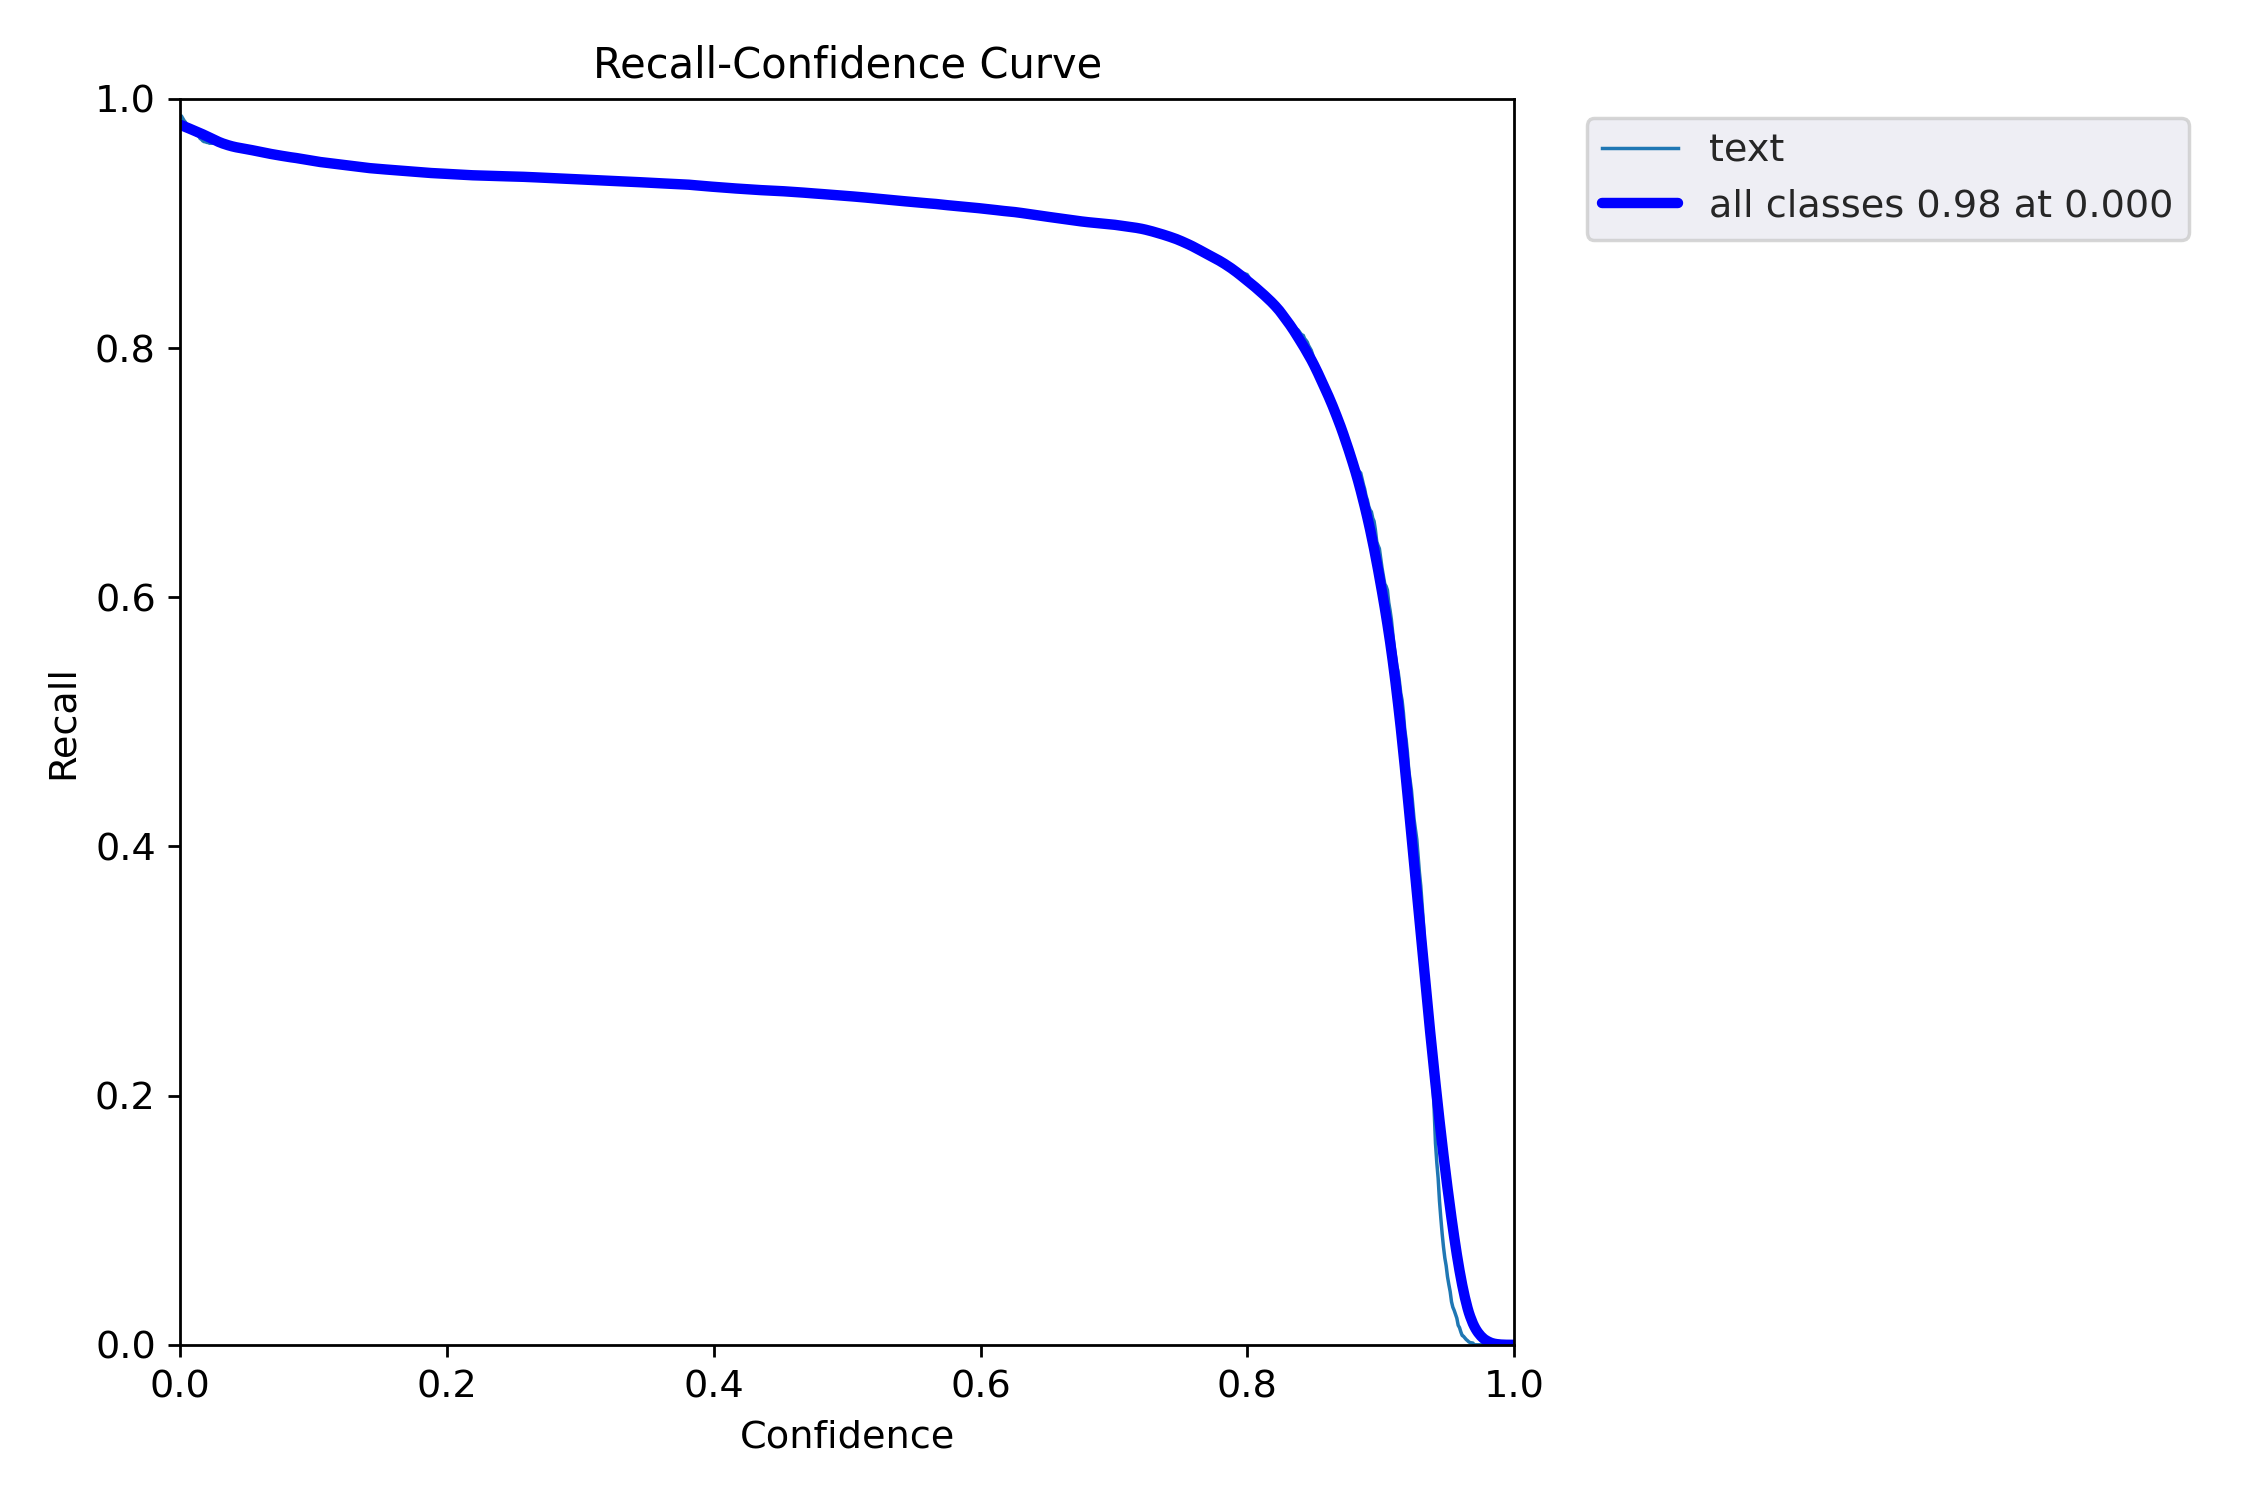 Recall-Confidence Curve
1.0
0.8
0.6
0.4
0.2
0.0
Recall
0.0 0.2 0.4 0.6 0.8 1.0
Confidence
text
all classes 0.98 at 0.000